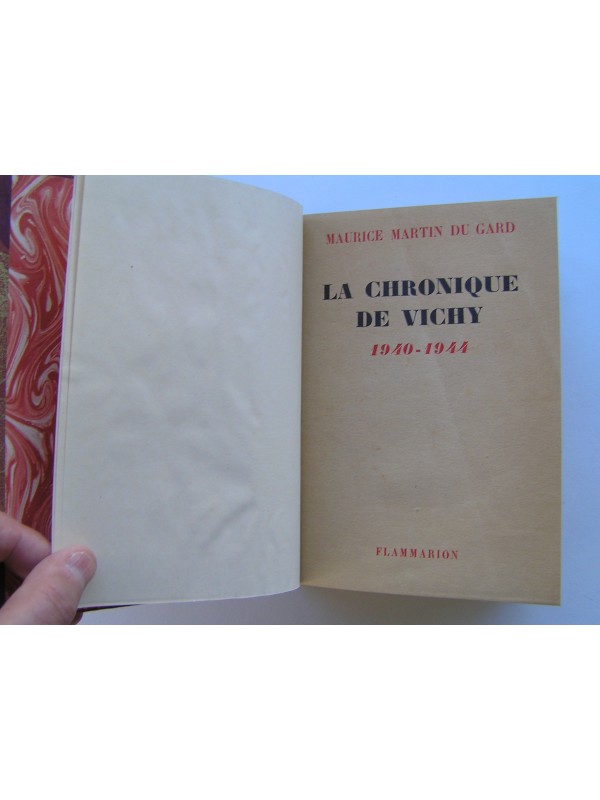 MAURICE MARTIN DU GARD
LA CHRONIQUE
DE VICHY
1940-1944
FLAMMARION